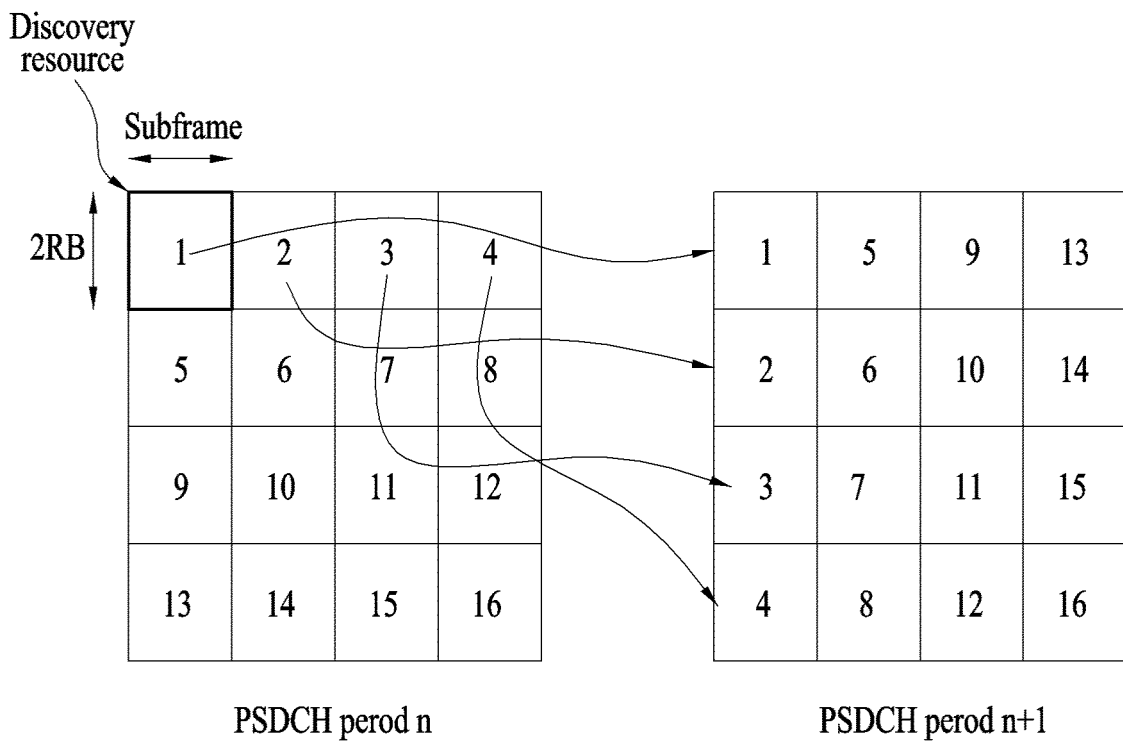 Discovery
resource
Subframe
2RB
1 2 3 4
5 6 7 8
9 10 11 12
13 14 15 16
PSDCH perod n
1 5 9 13
2 6 10 14
3 7 11 15
4 8 12 16
PSDCH perod n+1